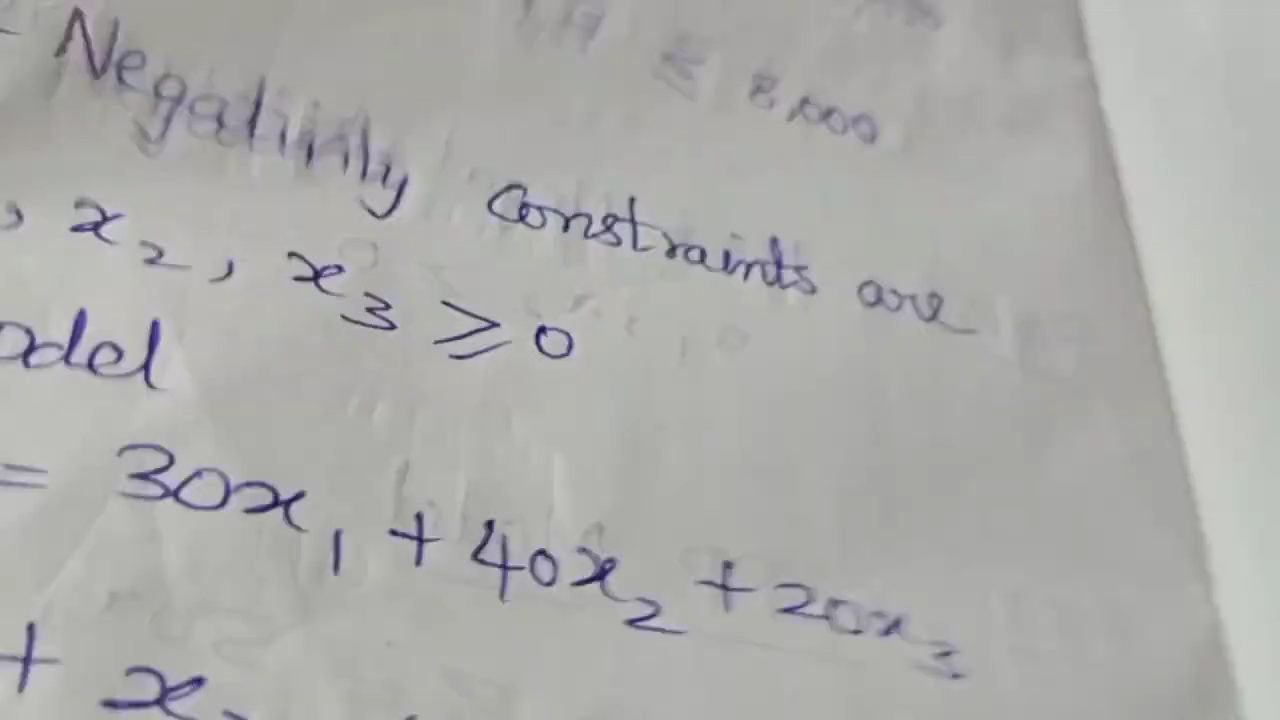 ≤ 8,000
Negativity constraints are
, x₂, x₃ ≥ 0
odel
= 30x₁ + 40x₂ + 20x₃
+ x